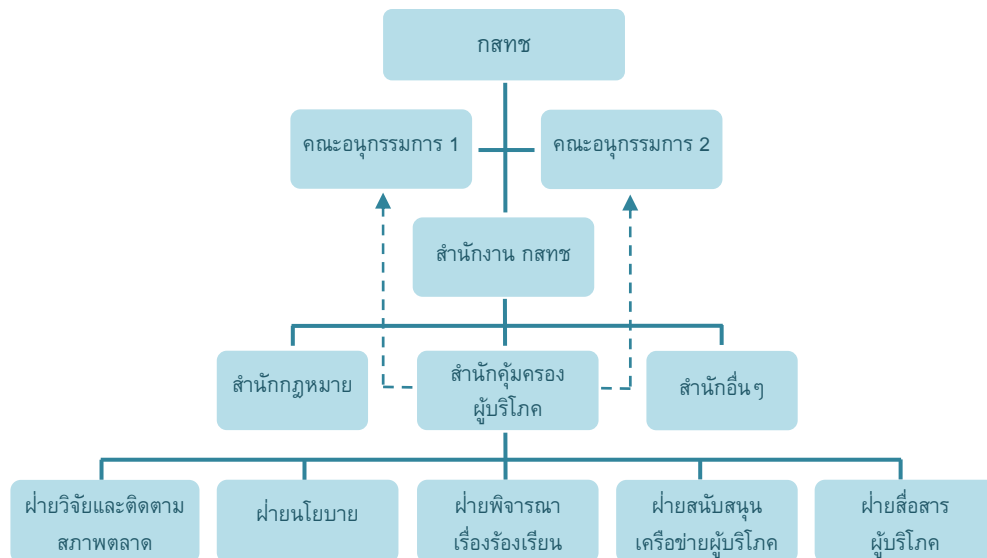 กสทช
คณะอนุกรรมการ 1
คณะอนุกรรมการ 2
สำนักงาน กสทช
สำนักกฎหมาย
สำนักคุ้มครอง
ผู้บริโภค
สำนักอื่นๆ
ฝ่ายวิจัยและติดตาม
สภาพตลาด
ฝ่ายนโยบาย
ฝ่ายพิจารณา
เรื่องร้องเรียน
ฝ่ายสนับสนุน
เครือข่ายผู้บริโภค
ฝ่ายสื่อสาร
ผู้บริโภค